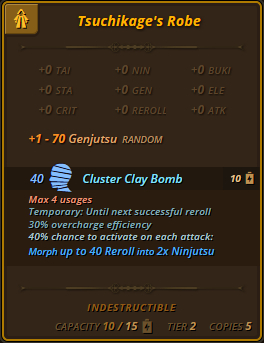 Tsuchikage's Robe
+0 TAI +0 NIN +0 BUKI
+0 STA +0 GEN +0 ELE
+0 CRIT +0 REROLL +0 ATK
+1 - 70 Genjutsu RANDOM
40 Cluster Clay Bomb 10
Max 4 usages
Temporary: Until next successful reroll
30% overcharge efficiency
40% chance to activate on each attack:
Morph up to 40 Reroll into 2x Ninjutsu
INDESTRUCTIBLE
CAPACITY 10 / 15 TIER 2 COPIES 5